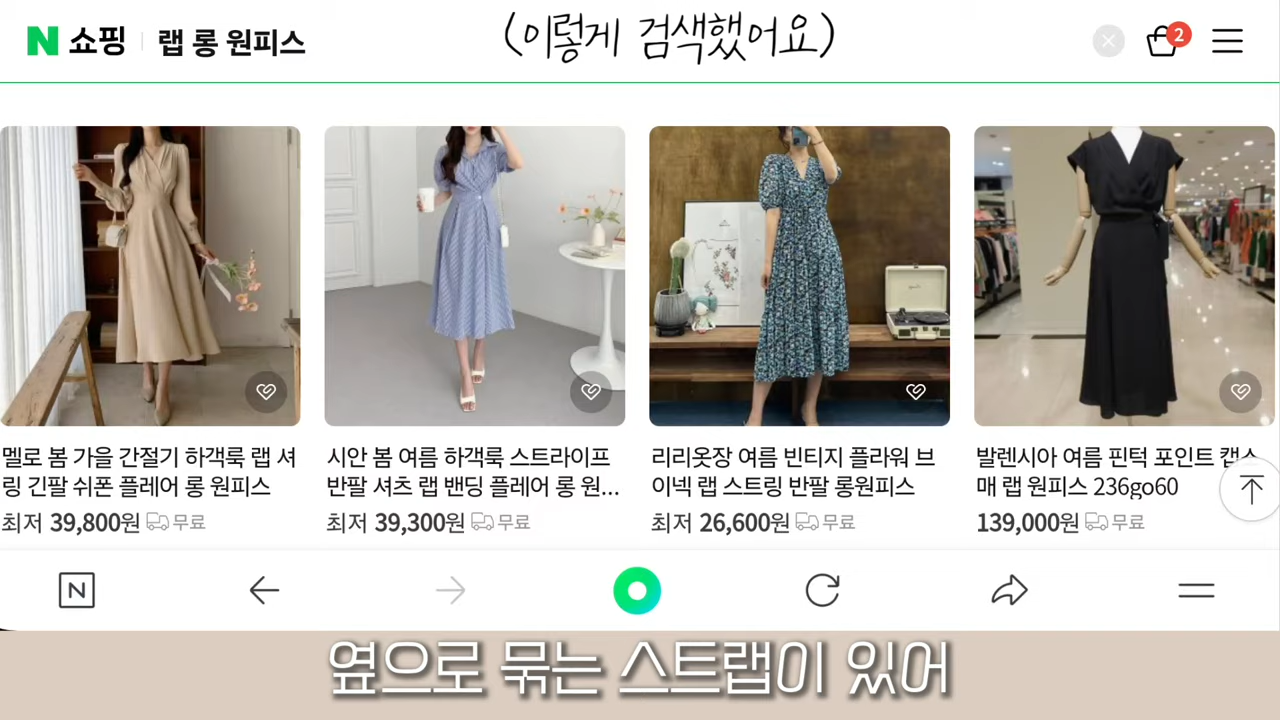 N 쇼핑 랩 롱 원피스
(이렇게 검색했어요)
2
멜로 봄 가을 간절기 하객룩 랩 셔
링 긴팔 쉬폰 플레어 롱 원피스
최저 39,800원 무료
시안 봄 여름 하객룩 스트라이프
반팔 셔츠 랩 밴딩 플레어 롱 원...
최저 39,300원 무료
리리옷장 여름 빈티지 플라워 브
이넥 랩 스트링 반팔 롱원피스
최저 26,600원 무료
발렌시아 여름 핀턱 포인트 캡소
매 랩 원피스 236go60
139,000원 무료
N
옆으로 묶는 스트랩이 있어